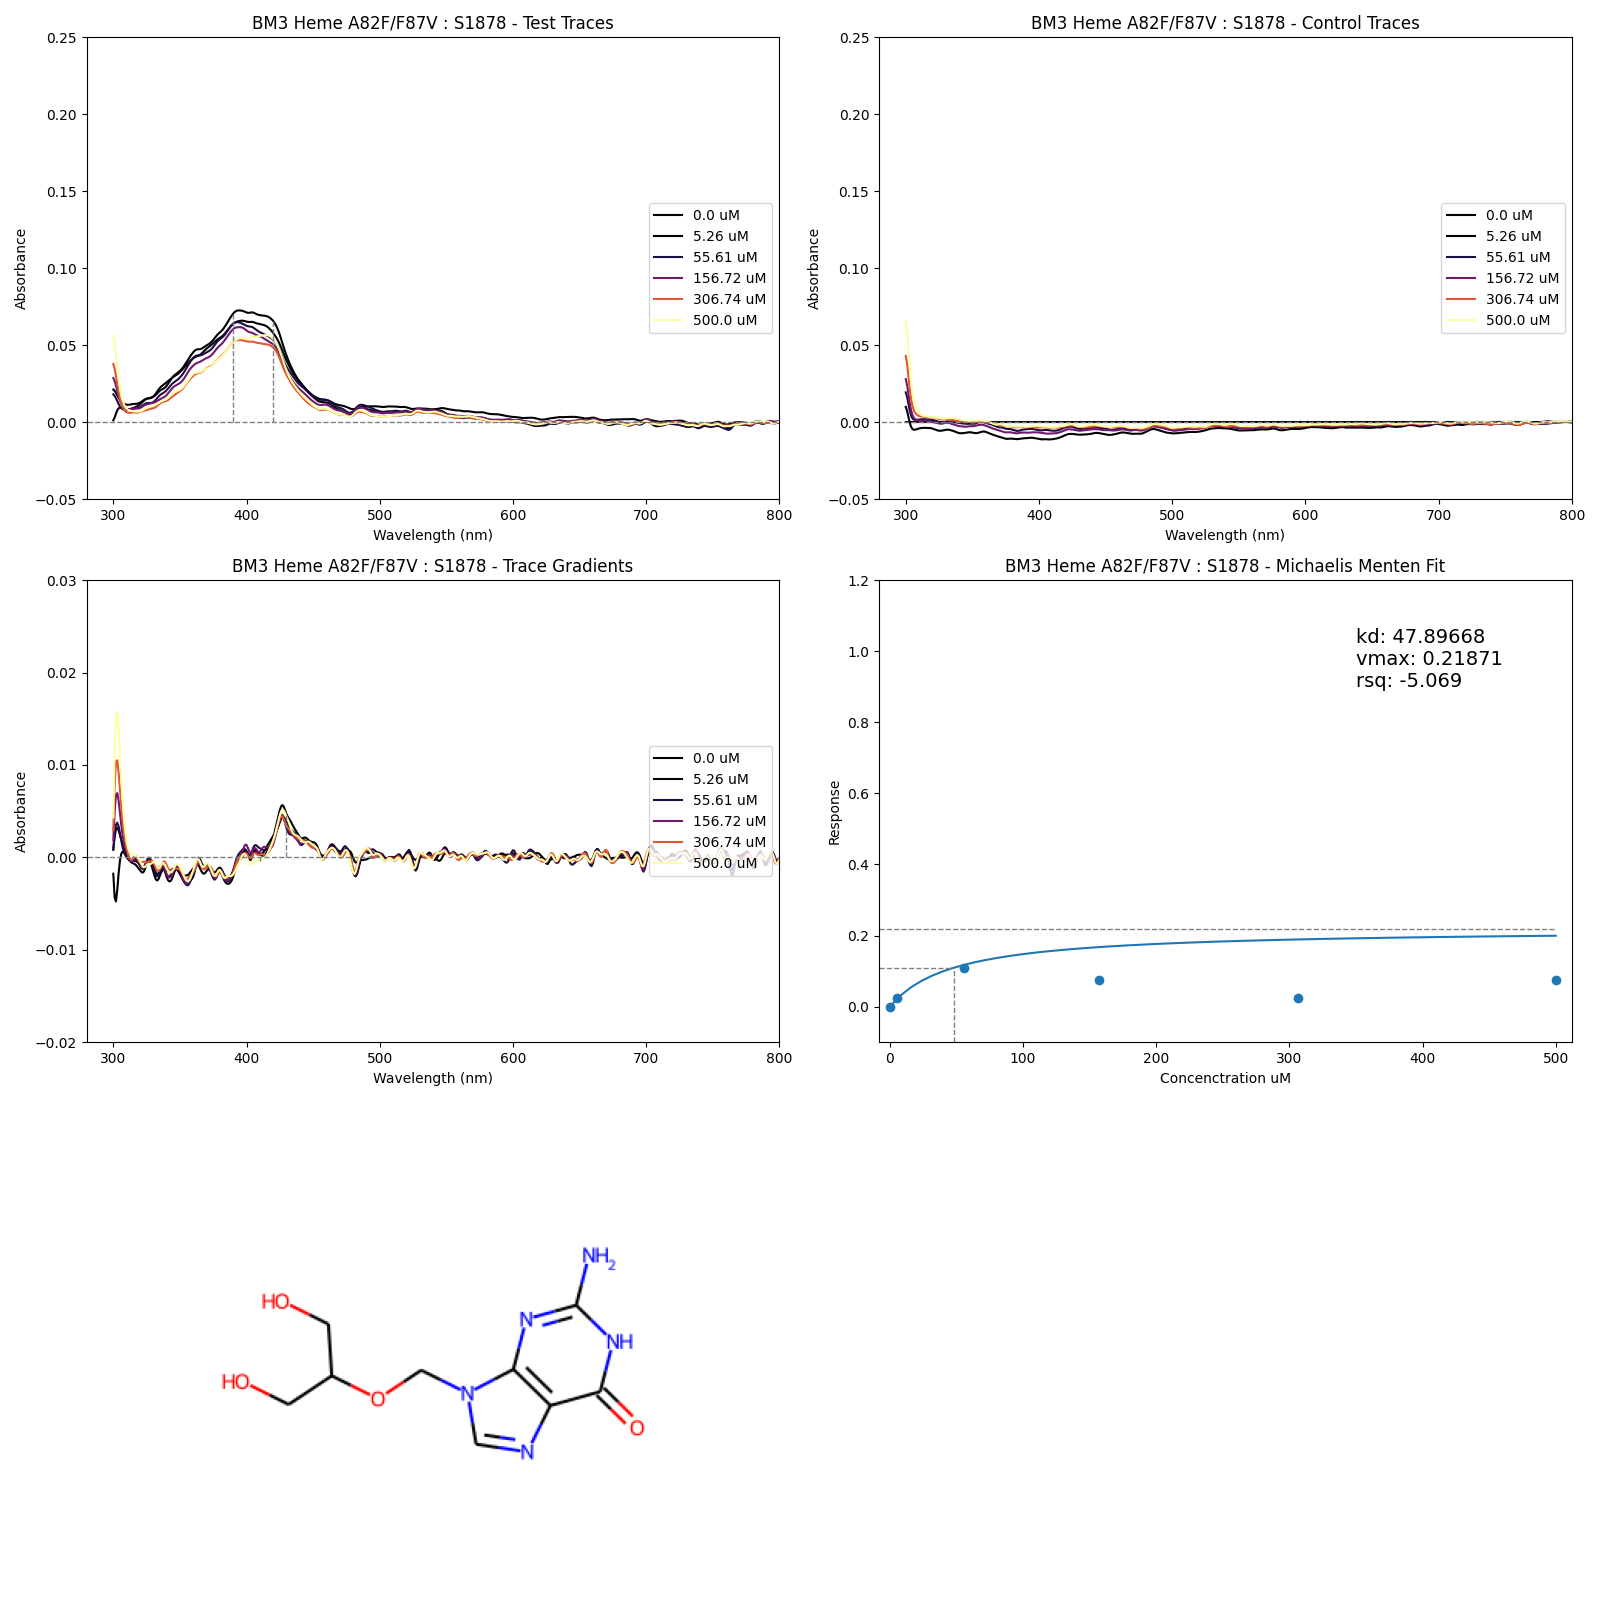 BM3 Heme A82F/F87V : S1878 - Test Traces
0.25
0.20
0.15
0.10
0.05
0.00
−0.05
Absorbance
300 400 500 600 700 800
Wavelength (nm)
0.0 uM
5.26 uM
55.61 uM
156.72 uM
306.74 uM
500.0 uM
BM3 Heme A82F/F87V : S1878 - Control Traces
0.25
0.20
0.15
0.10
0.05
0.00
−0.05
Absorbance
300 400 500 600 700 800
Wavelength (nm)
0.0 uM
5.26 uM
55.61 uM
156.72 uM
306.74 uM
500.0 uM
BM3 Heme A82F/F87V : S1878 - Trace Gradients
0.03
0.02
0.01
0.00
−0.01
−0.02
Absorbance
300 400 500 600 700 800
Wavelength (nm)
0.0 uM
5.26 uM
55.61 uM
156.72 uM
306.74 uM
500.0 uM
BM3 Heme A82F/F87V : S1878 - Michaelis Menten Fit
1.2
1.0
0.8
0.6
0.4
0.2
0.0
Response
0 100 200 300 400 500
Concenctration uM
kd: 47.89668
vmax: 0.21871
rsq: -5.069
NH2
HO
N
NH
HO
O
N
O
N